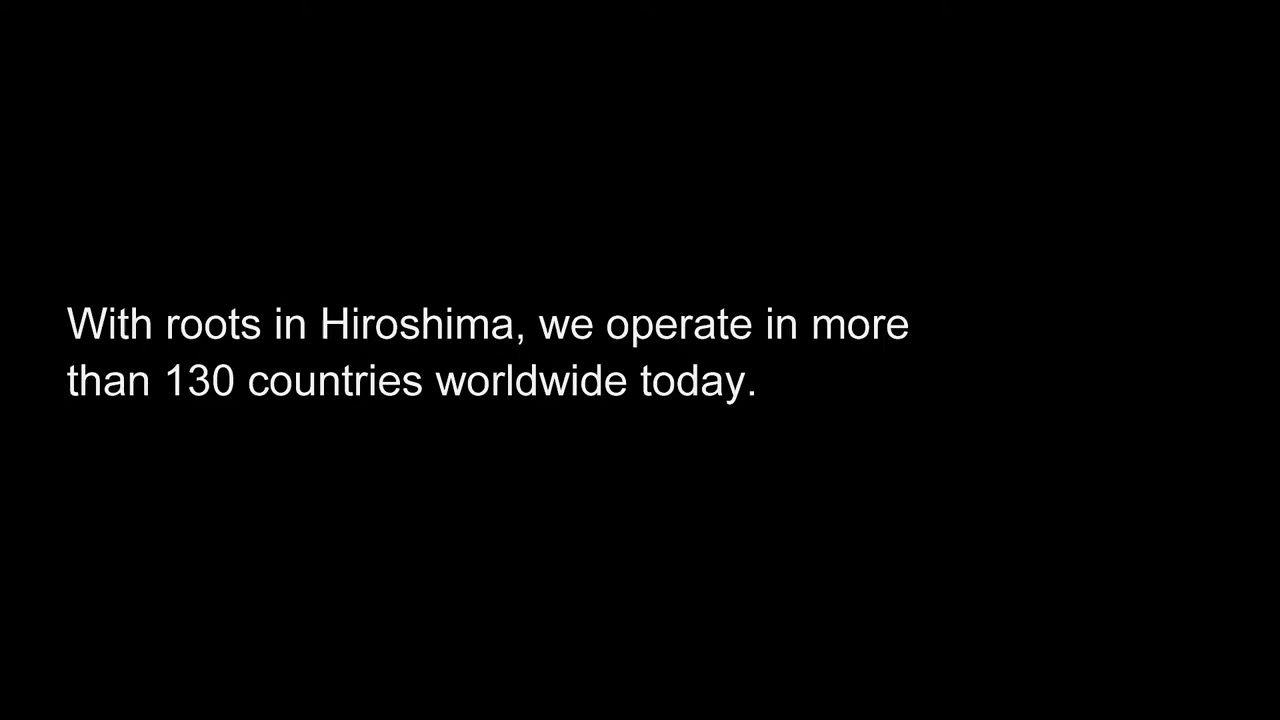 With roots in Hiroshima, we operate in more
than 130 countries worldwide today.